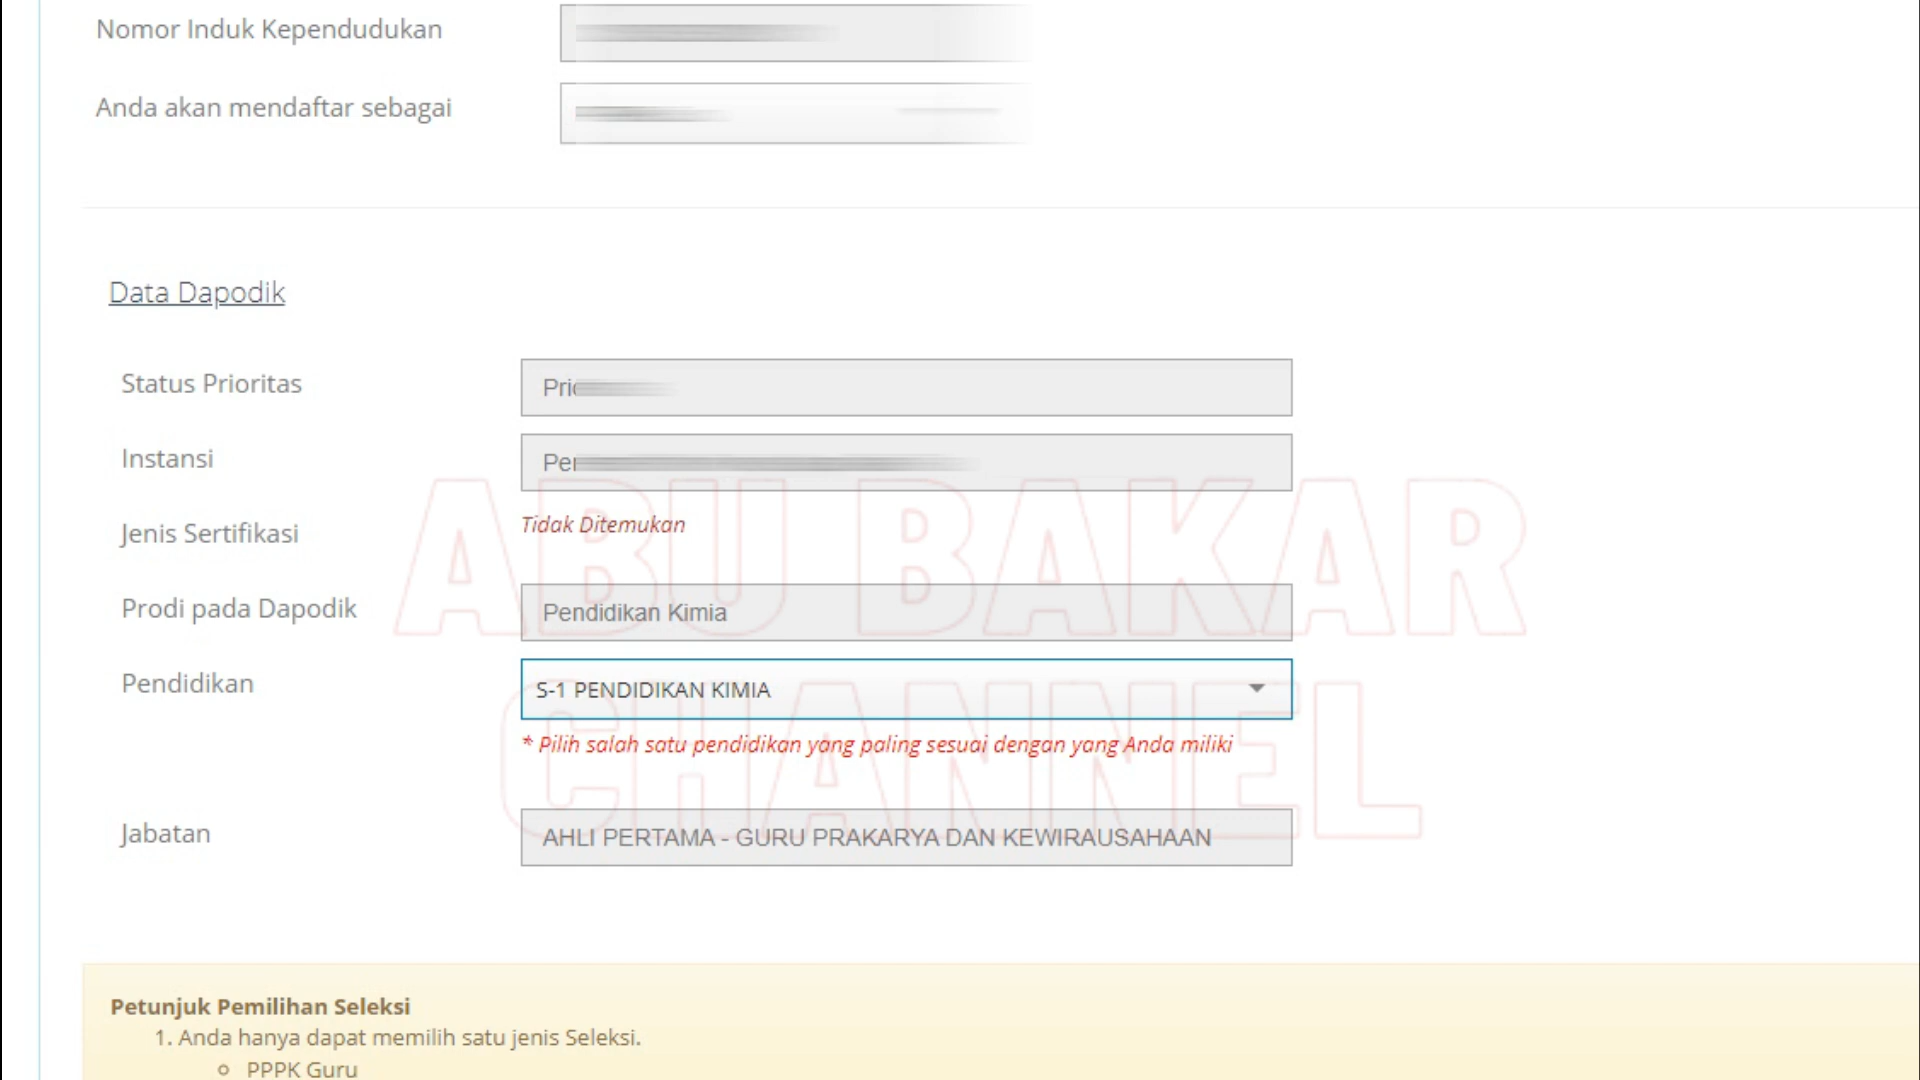 Nomor Induk Kependudukan
Anda akan mendaftar sebagai
Data Dapodik
Status Prioritas
Instansi
Jenis Sertifikasi Tidak Ditemukan
Prodi pada Dapodik Pendidikan Kimia
Pendidikan S-1 PENDIDIKAN KIMIA
* Pilih salah satu pendidikan yang paling sesuai dengan yang Anda miliki
Jabatan AHLI PERTAMA - GURU PRAKARYA DAN KEWIRAUSAHAAN
ABU BAKAR
CHANNEL
Petunjuk Pemilihan Seleksi
1. Anda hanya dapat memilih satu jenis Seleksi.
PPPK Guru